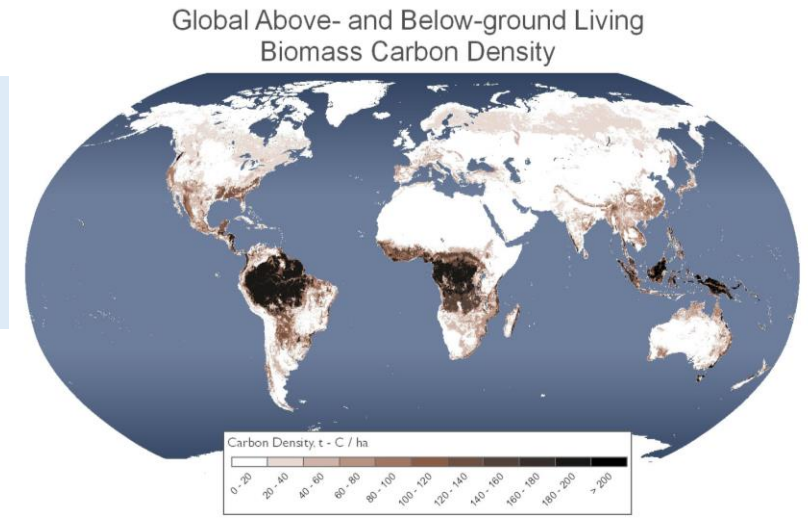 Global Above- and Below-ground Living
Biomass Carbon Density
Carbon Density, t - C / ha
0 - 20
20 - 40
40 - 60
60 - 80
80 - 100
100 - 120
120 - 140
140 - 160
160 - 180
180 - 200
> 200